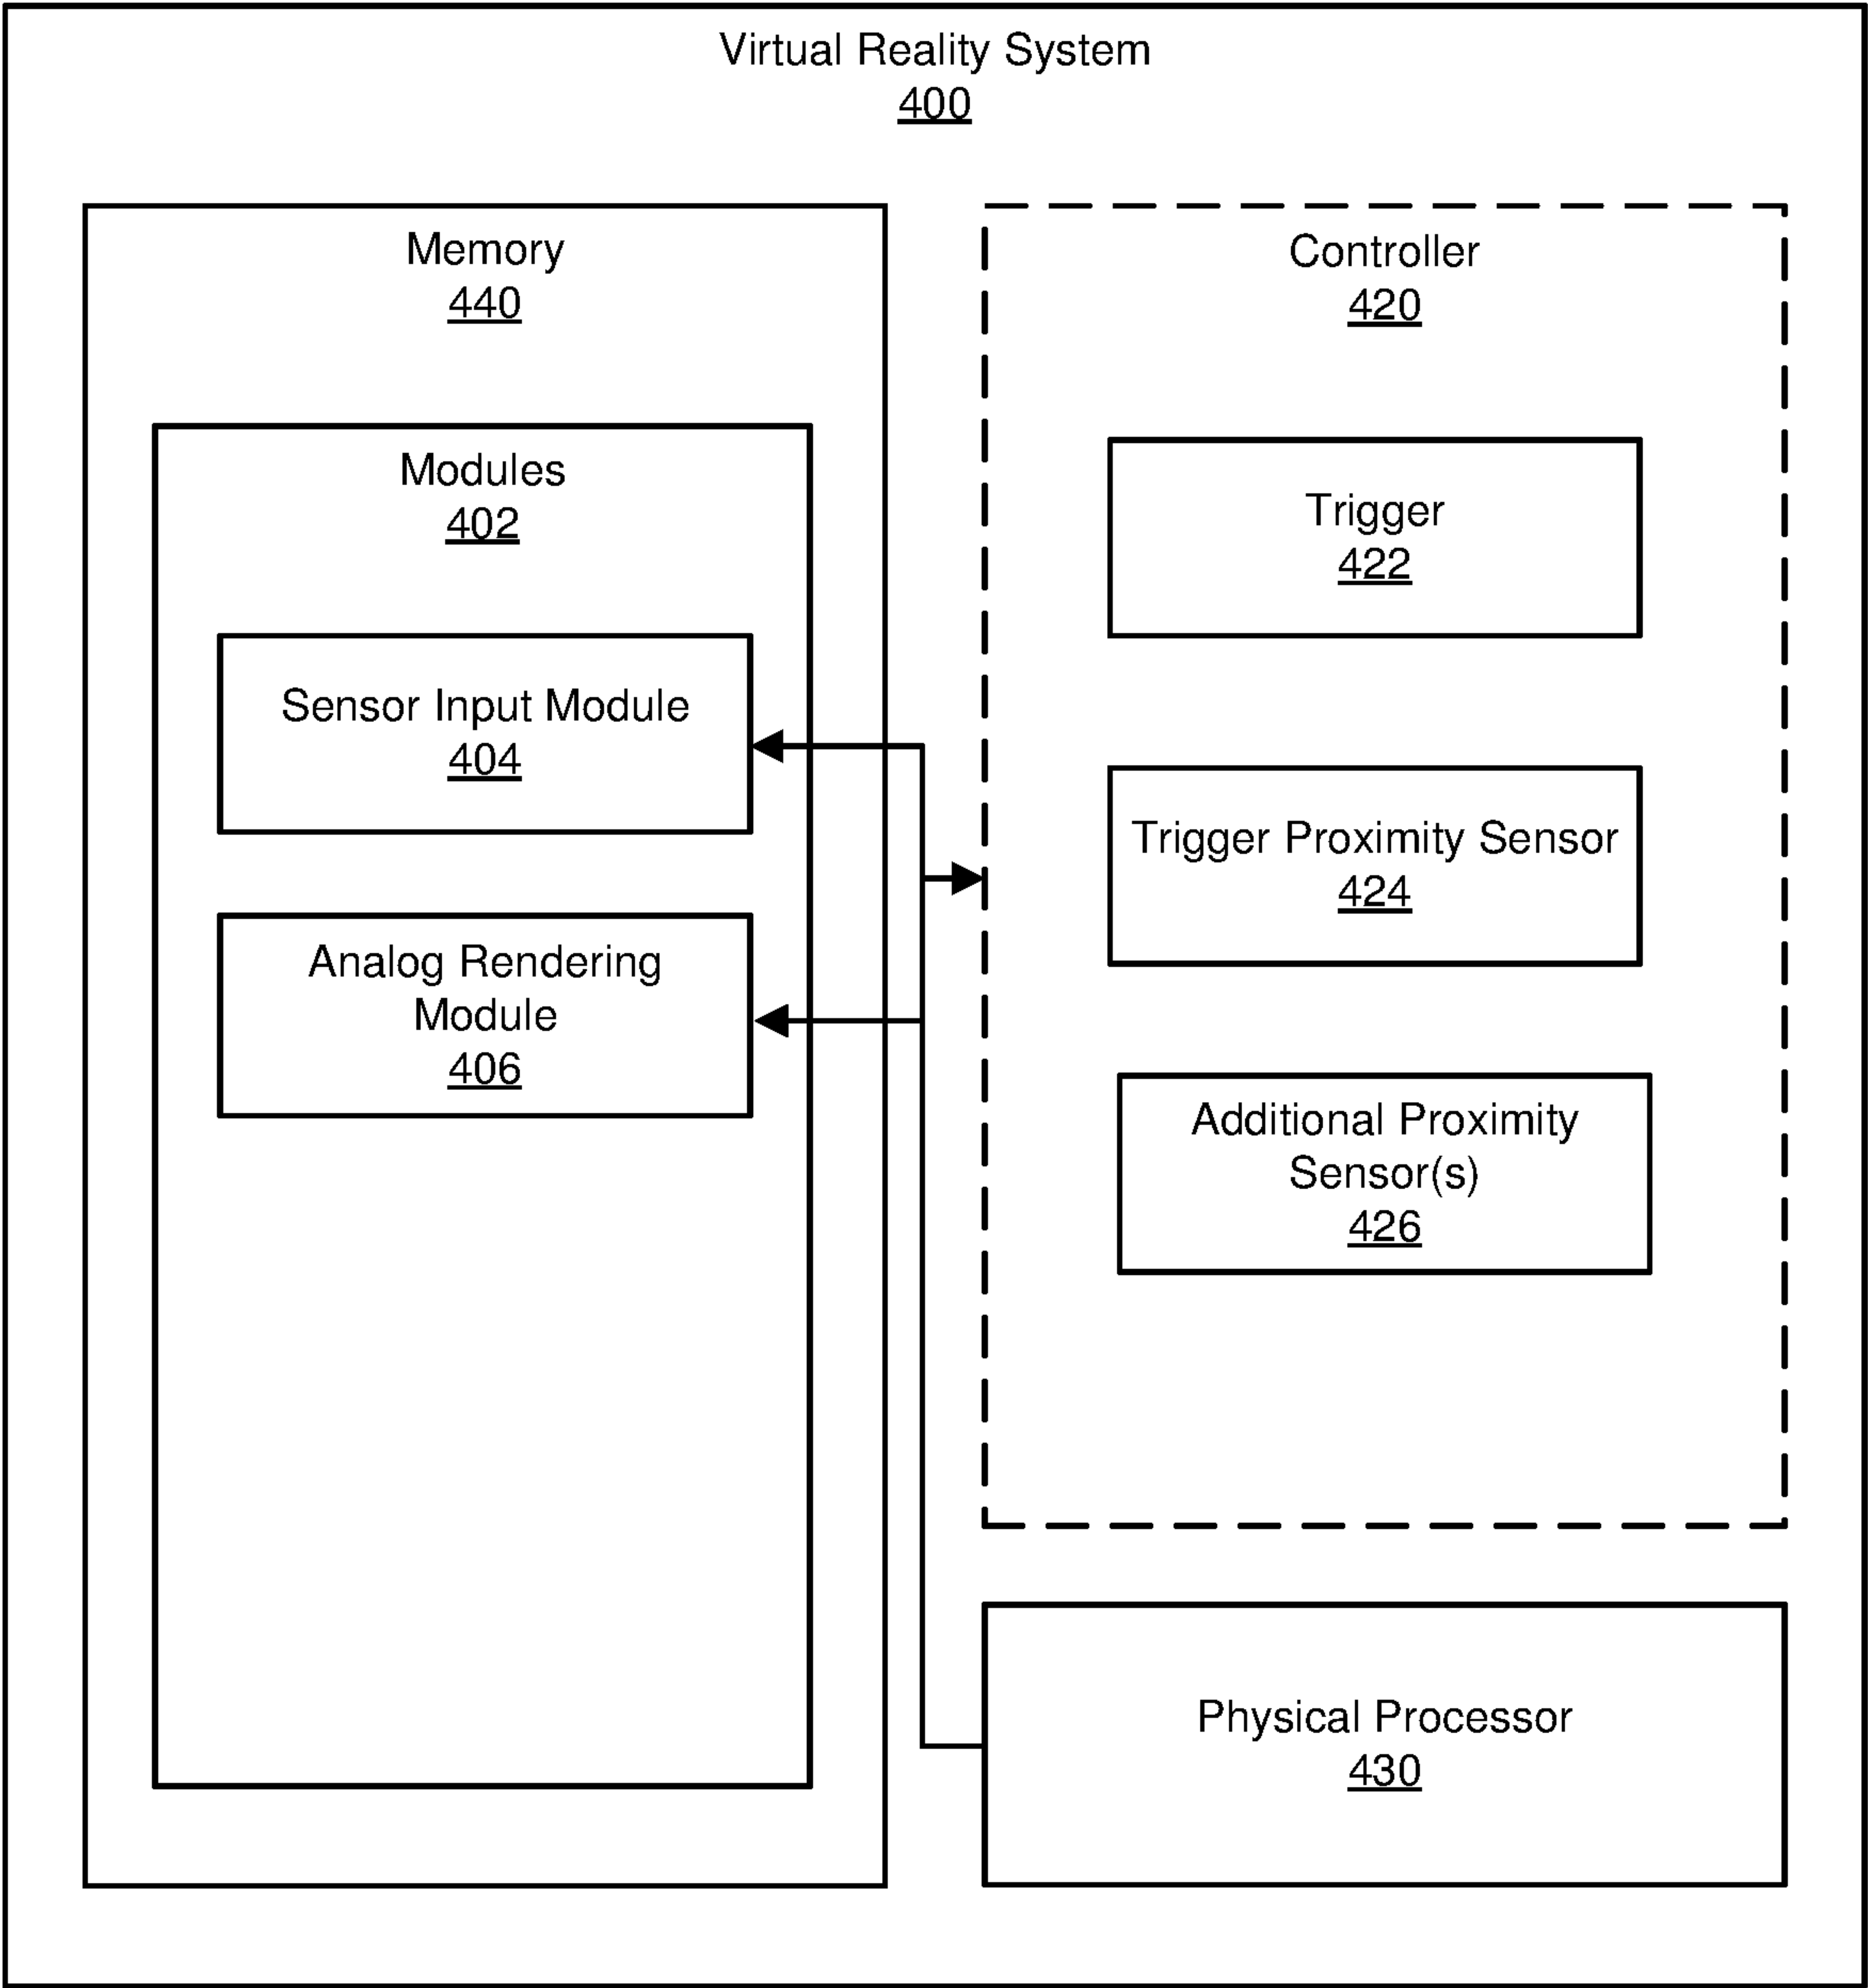 Virtual Reality System
400
Memory
440
Modules
402
Sensor Input Module
404
Analog Rendering
Module
406
Controller
420
Trigger
422
Trigger Proximity Sensor
424
Additional Proximity
Sensor(s)
426
Physical Processor
430